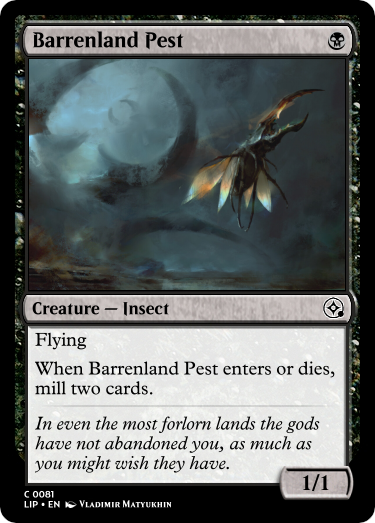 Barrenland Pest
Creature — Insect
Flying
When Barrenland Pest enters or dies,
mill two cards.
In even the most forlorn lands the gods
have not abandoned you, as much as
you might wish they have.
1/1
C 0081
LIP • EN Vladimir Matyukhin